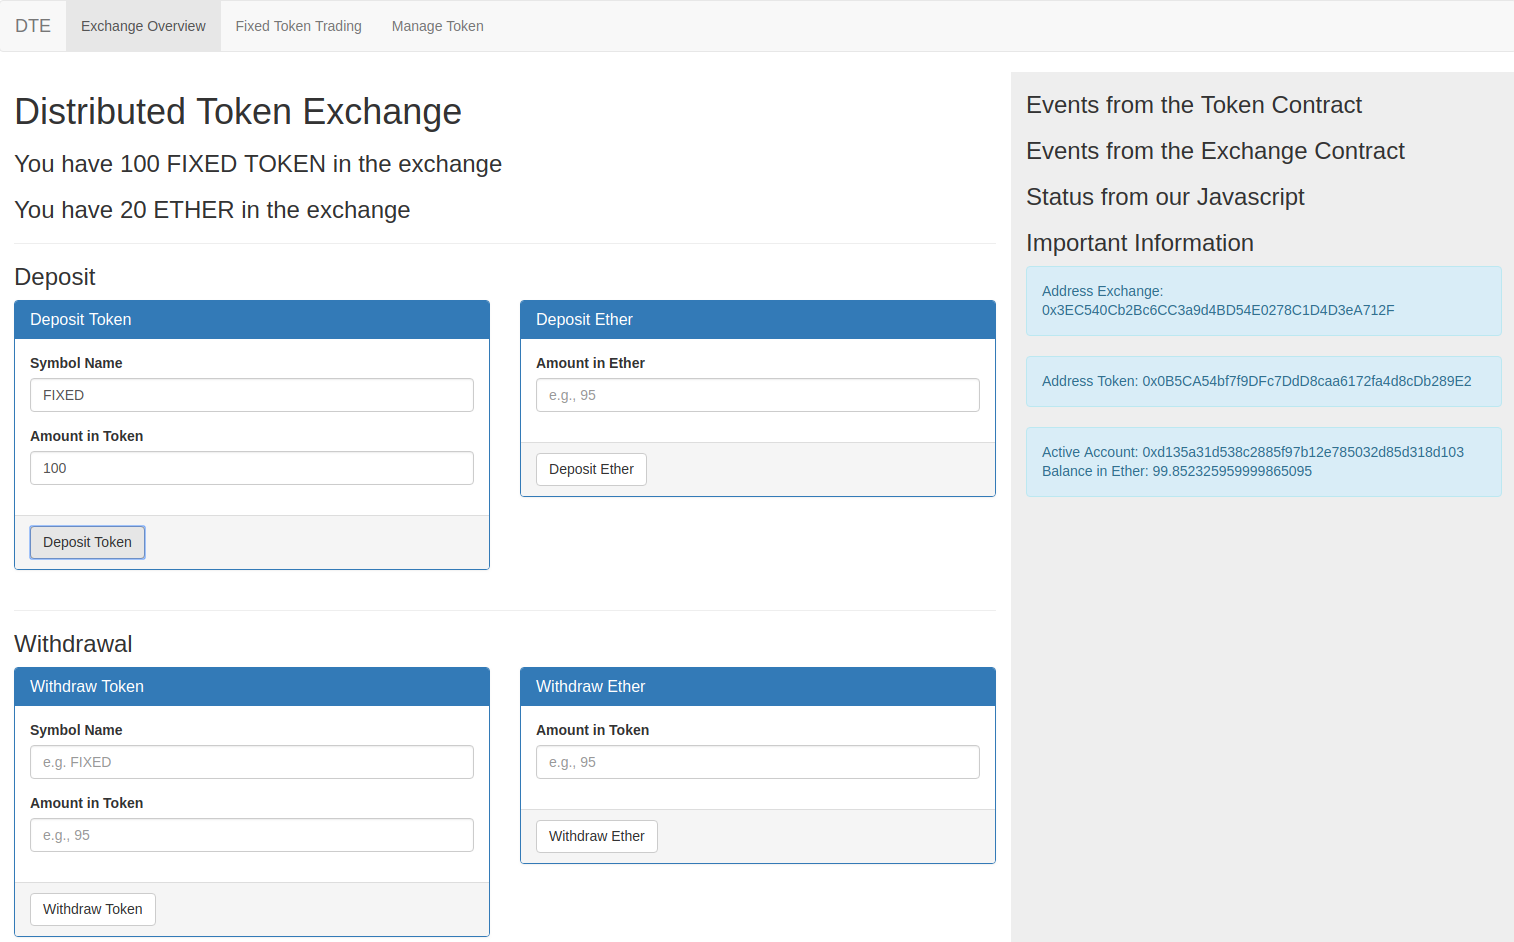 DTE
Exchange Overview
Fixed Token Trading
Manage Token
Distributed Token Exchange
You have 100 FIXED TOKEN in the exchange
You have 20 ETHER in the exchange
Deposit
Deposit Token
Symbol Name
FIXED
Amount in Token
100
Deposit Token
Deposit Ether
Amount in Ether
e.g., 95
Deposit Ether
Withdrawal
Withdraw Token
Symbol Name
e.g. FIXED
Amount in Token
e.g., 95
Withdraw Token
Withdraw Ether
Amount in Token
e.g., 95
Withdraw Ether
Events from the Token Contract
Events from the Exchange Contract
Status from our Javascript
Important Information
Address Exchange:
0x3EC540Cb2Bc6CC3a9d4BD54E0278C1D4D3eA712F
Address Token: 0x0B5CA54bf7f9DFc7DdD8caa6172fa4d8cDb289E2
Active Account: 0xd135a31d538c2885f97b12e785032d85d318d103
Balance in Ether: 99.852325959999865095